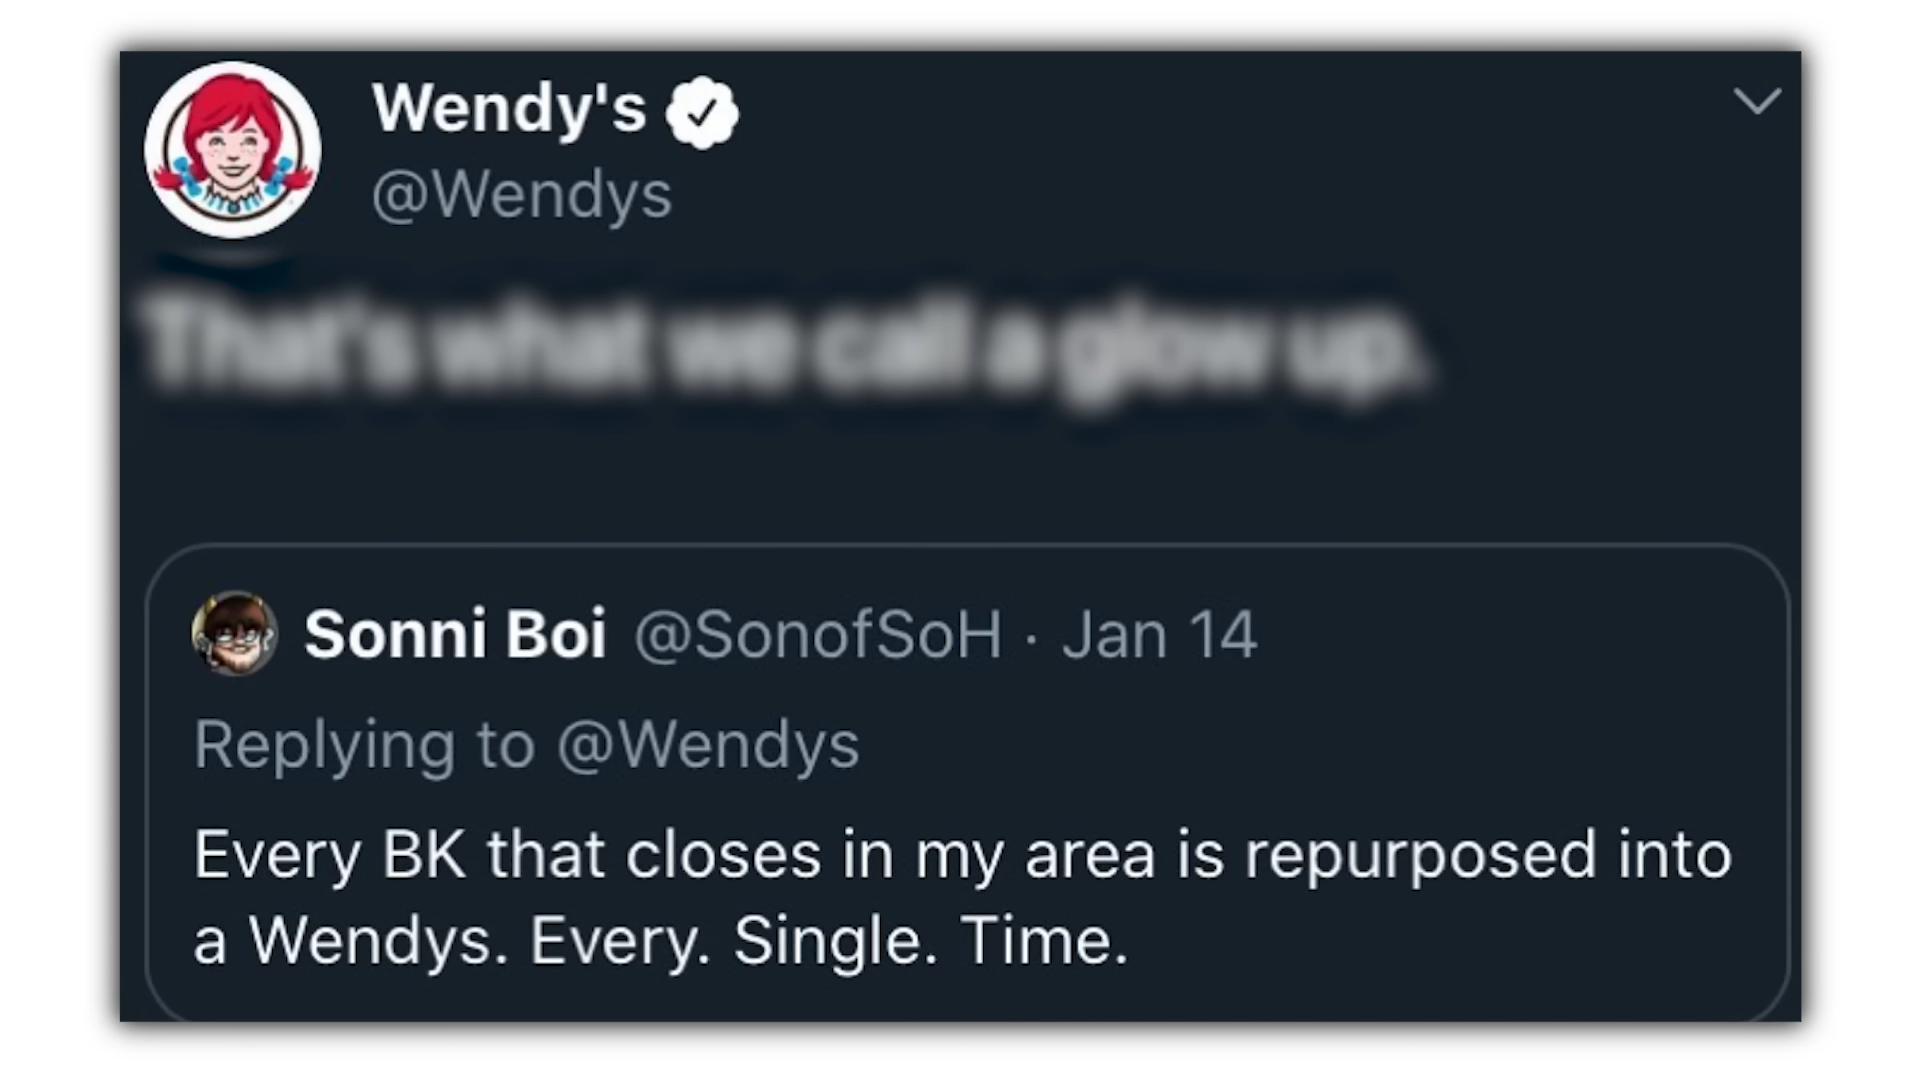 Wendy's
@Wendys
That's what we call a glow up.
Sonni Boi @SonofSoH · Jan 14
Replying to @Wendys
Every BK that closes in my area is repurposed into
a Wendys. Every. Single. Time.